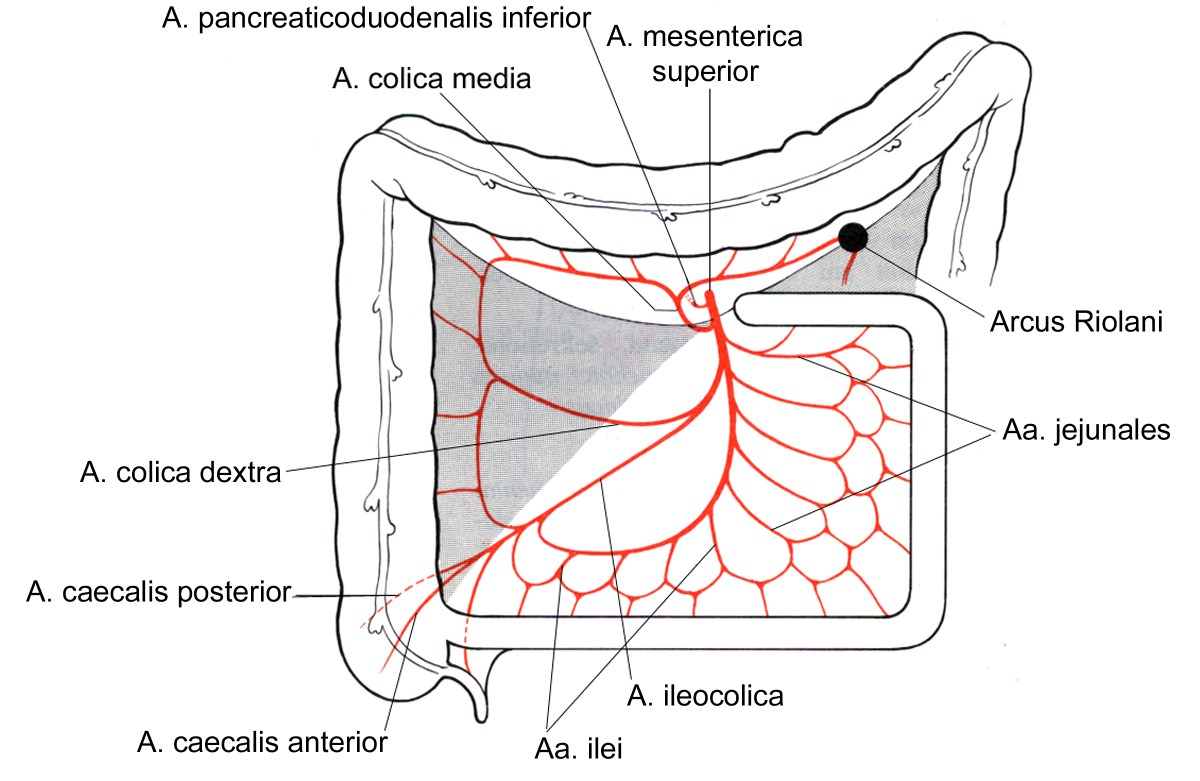 A. pancreaticoduodenalis inferior
A. mesenterica
superior
A. colica media
Arcus Riolani
Aa. jejunales
A. colica dextra
A. caecalis posterior
A. ileocolica
A. caecalis anterior
Aa. ilei